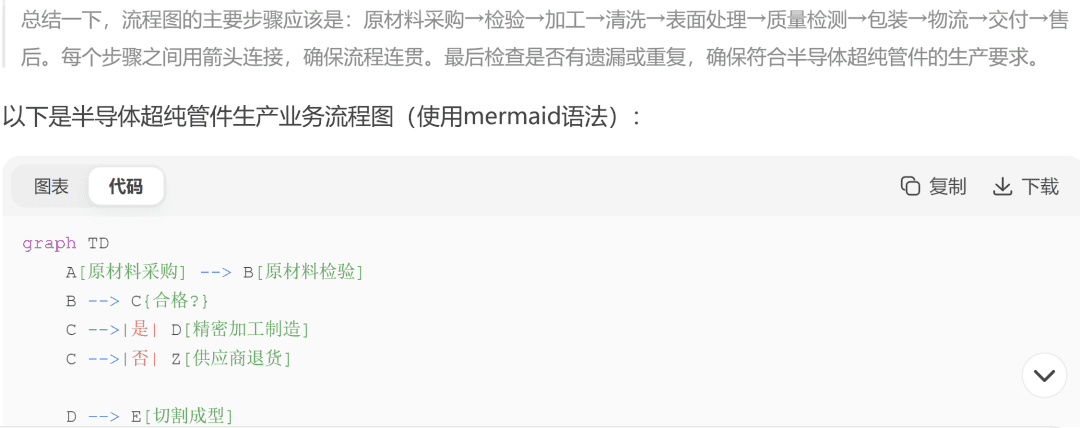 总结一下，流程图的主要步骤应该是：原材料采购→检验→加工→清洗→表面处理→质量检测→包装→物流→交付→售
后。每个步骤之间用箭头连接，确保流程连贯。最后检查是否有遗漏或重复，确保符合半导体超纯管件的生产要求。
以下是半导体超纯管件生产业务流程图（使用mermaid语法）：
图表 代码 复制 下载
graph TD
    A[原材料采购] --> B[原材料检验]
    B --> C{合格?}
    C -->|是| D[精密加工制造]
    C -->|否| Z[供应商退货]
    D --> E[切割成型]